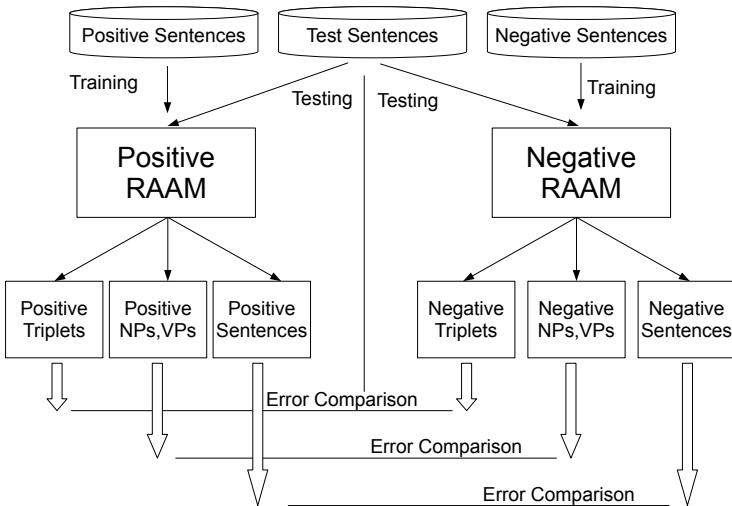 Positive Sentences
Test Sentences
Negative Sentences
Training
Testing
Testing
Training
Positive
RAAM
Negative
RAAM
Positive
Triplets
Positive
NPs,VPs
Positive
Sentences
Negative
Triplets
Negative
NPs,VPs
Negative
Sentences
Error Comparison
Error Comparison
Error Comparison